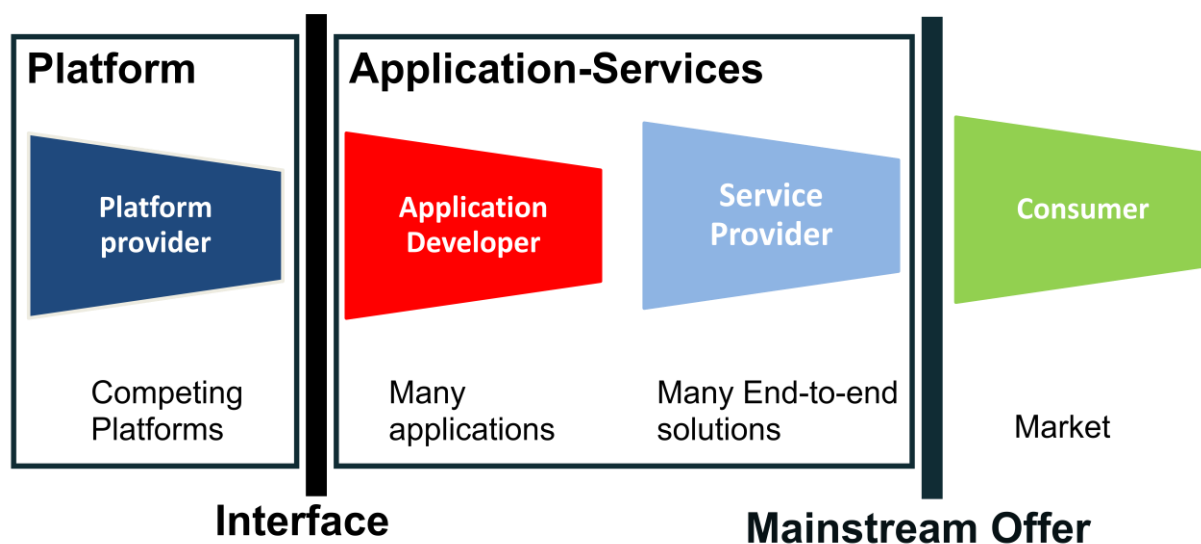 Platform
Application-Services
Platform
provider
Application
Developer
Service
Provider
Consumer
Competing
Platforms
Many
applications
Many End-to-end
solutions
Market
Interface
Mainstream Offer